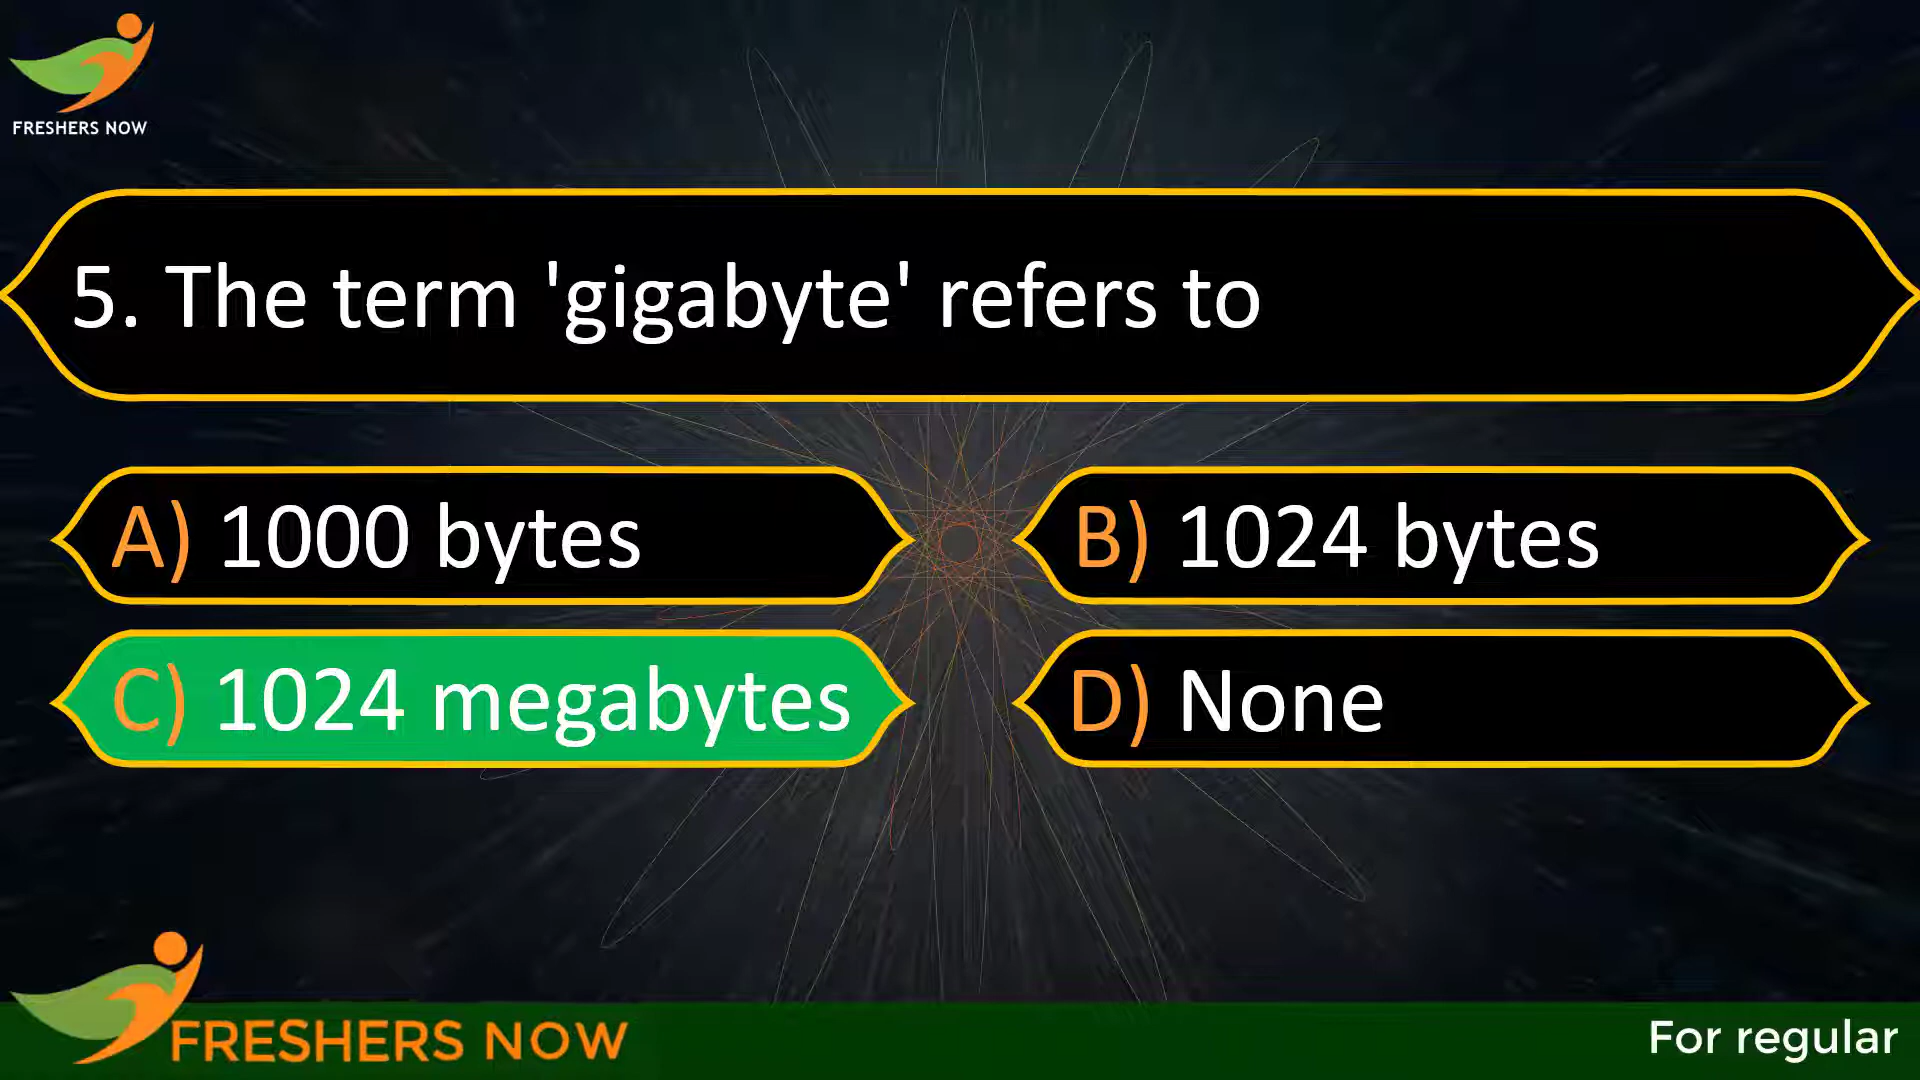 FRESHERS NOW
5. The term 'gigabyte' refers to
A) 1000 bytes
B) 1024 bytes
C) 1024 megabytes
D) None
FRESHERS NOW
For regular